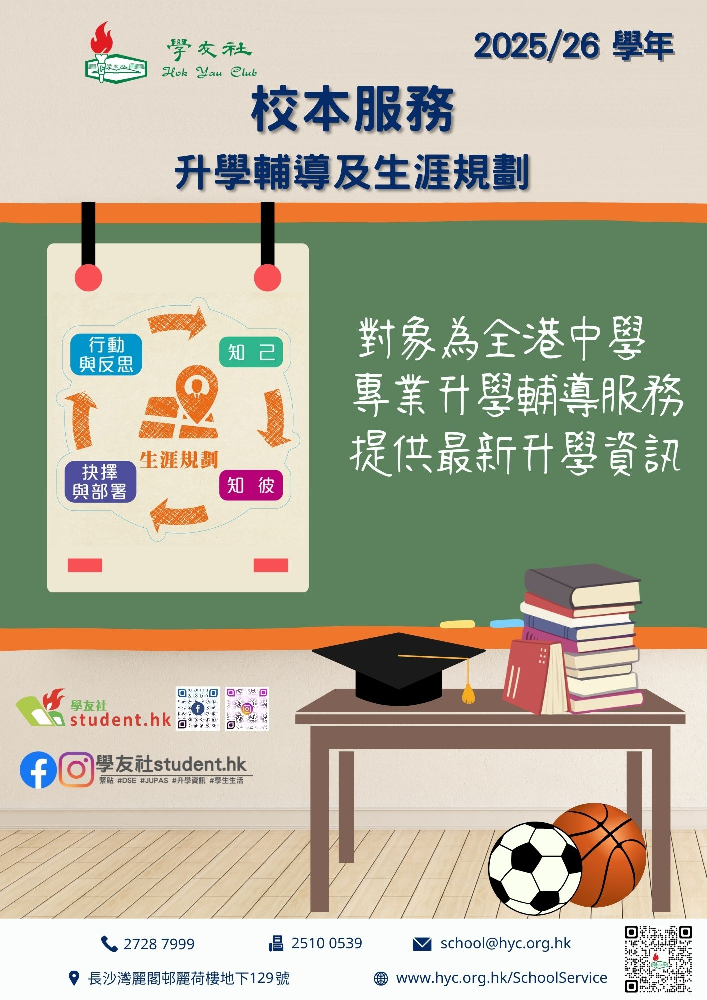 學友社
Hok Yau Club
學友社
2025/26 學年
校本服務
升學輔導及生涯規劃
行動
與反思
知 己
生涯規劃
抉擇
與部署
知 彼
對象為全港中學
專業升學輔導服務
提供最新升學資訊
學友社
student.hk
學友社student.hk
緊貼 #DSE #JUPAS #升學資訊 #學生生活
2728 7999
2510 0539
school@hyc.org.hk
長沙灣麗閣邨麗荷樓地下129號
www.hyc.org.hk/SchoolService